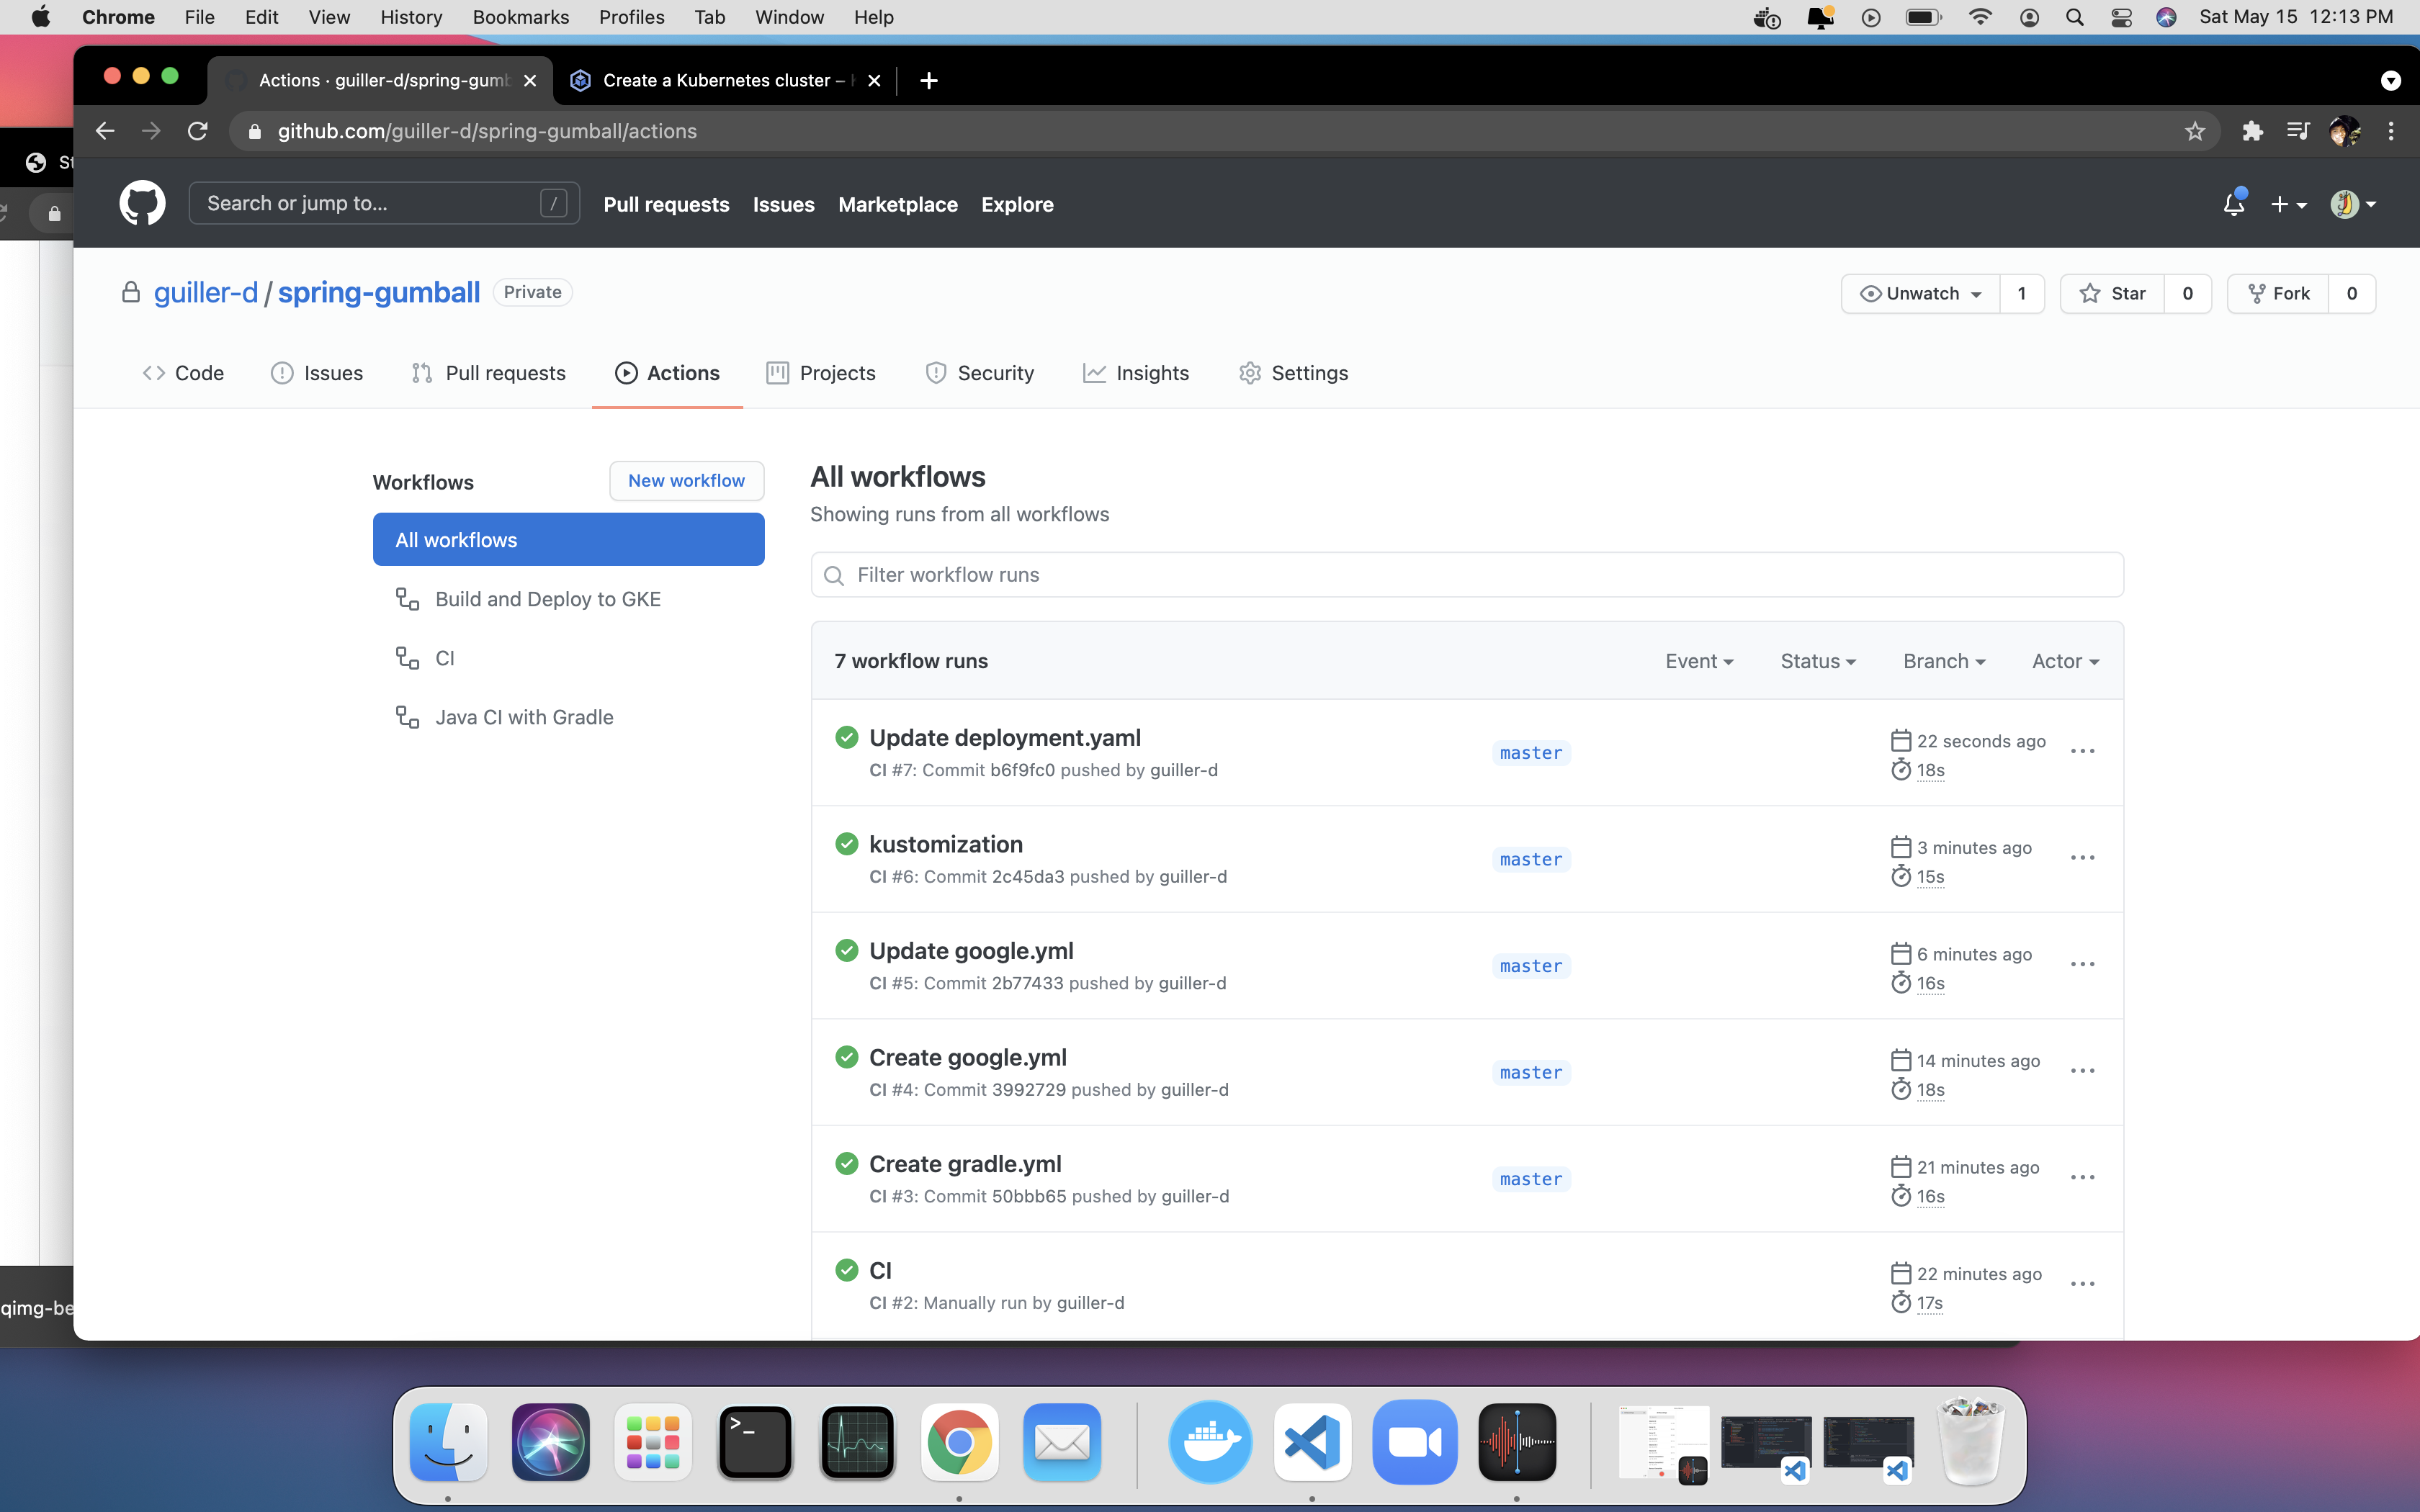 Chrome File Edit View History Bookmarks Profiles Tab Window Help Sat May 15 12:13 PM
Actions · guiller-d/spring-gumb Create a Kubernetes cluster –
github.com/guiller-d/spring-gumball/actions
Search or jump to... / Pull requests Issues Marketplace Explore
guiller-d / spring-gumball Private Unwatch 1 Star 0 Fork 0
Code Issues Pull requests Actions Projects Security Insights Settings
Workflows New workflow
All workflows
Build and Deploy to GKE
CI
Java CI with Gradle
All workflows
Showing runs from all workflows
Filter workflow runs
7 workflow runs Event Status Branch Actor
Update deployment.yaml
CI #7: Commit b6f9fc0 pushed by guiller-d
master
22 seconds ago
18s
kustomization
CI #6: Commit 2c45da3 pushed by guiller-d
master
3 minutes ago
15s
Update google.yml
CI #5: Commit 2b77433 pushed by guiller-d
master
6 minutes ago
16s
Create google.yml
CI #4: Commit 3992729 pushed by guiller-d
master
14 minutes ago
18s
Create gradle.yml
CI #3: Commit 50bbb65 pushed by guiller-d
master
21 minutes ago
16s
CI
CI #2: Manually run by guiller-d
22 minutes ago
17s
qimg-be